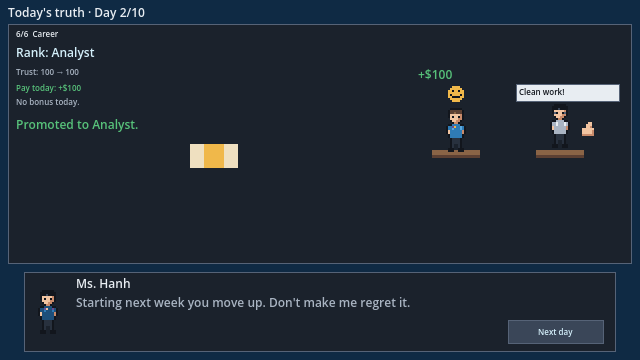 Today's truth · Day 2/10
6/6 Career
Rank: Analyst
Trust: 100 → 100
Pay today: +$100
No bonus today.
Promoted to Analyst.
+$100
Clean work!
Ms. Hanh
Starting next week you move up. Don't make me regret it.
Next day